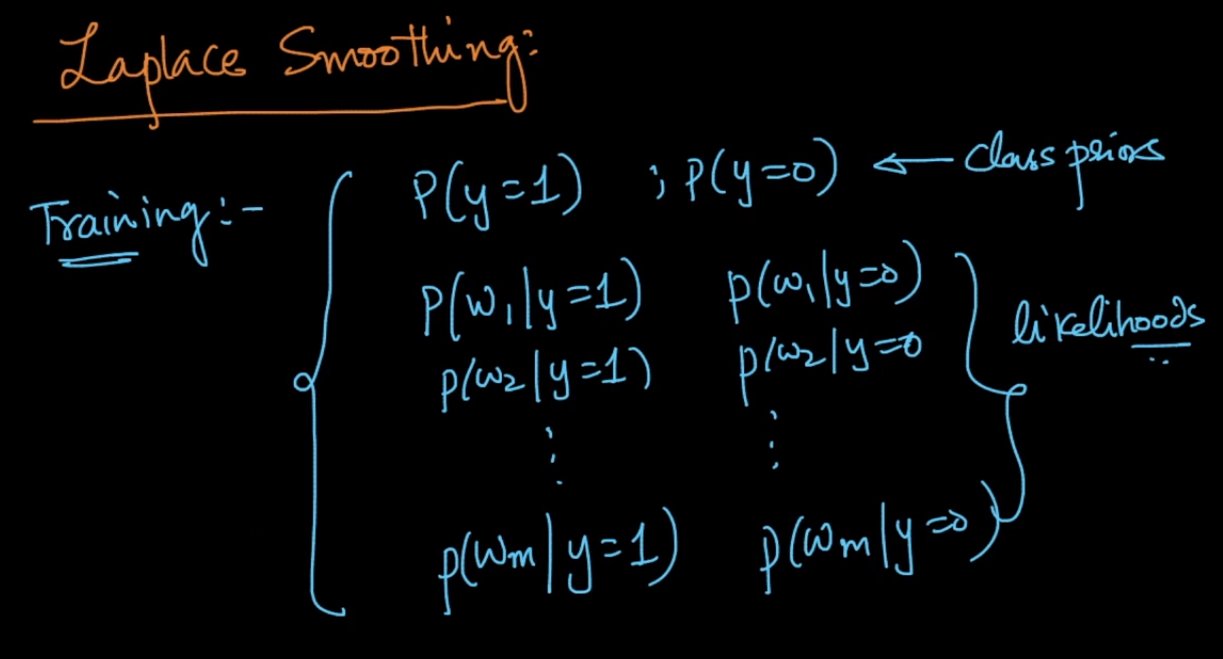 Laplace Smoothing:
Training:-
P(y=1) ; P(y=0) ← class priors
P(w₁|y=1) P(w₁|y=0)
P(w₂|y=1) P(w₂|y=0
likelihoods
⋮ ⋮
P(wₘ|y=1) P(wₘ|y=0)